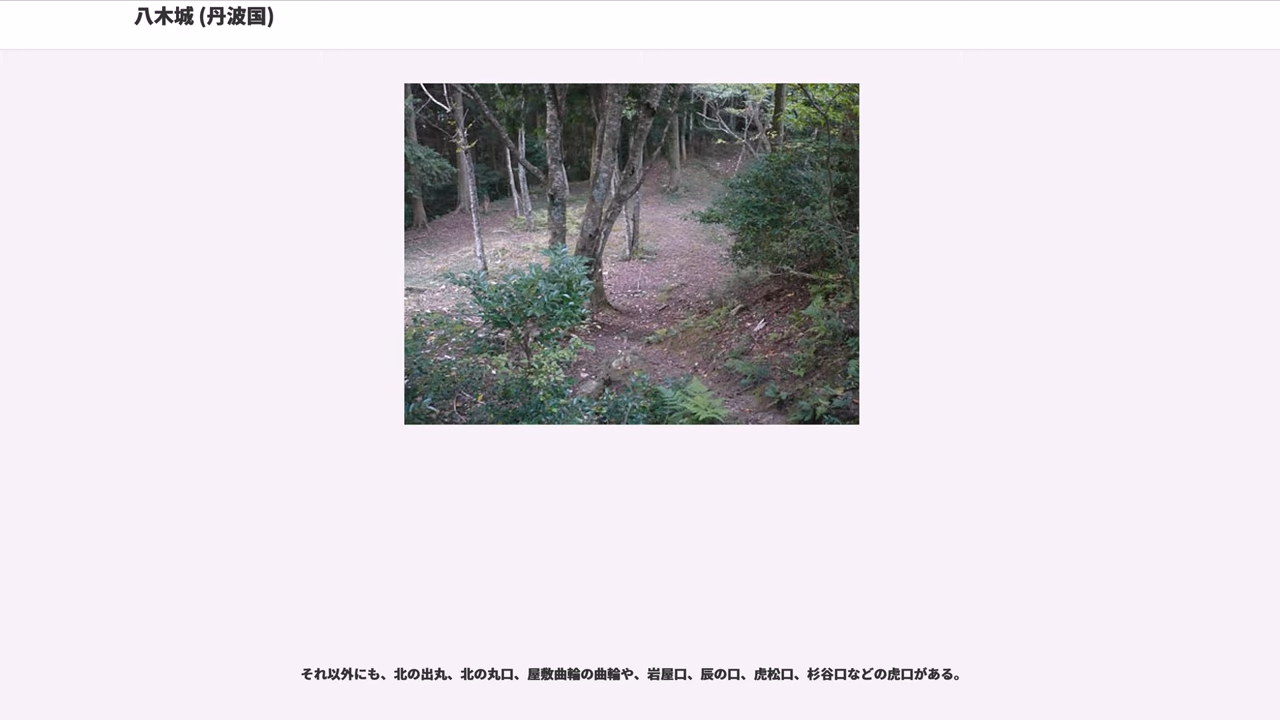 八木城 (丹波国)
それ以外にも、北の出丸、北の丸口、屋敷曲輪の曲輪や、岩屋口、辰の口、虎松口、杉谷口などの虎口がある。